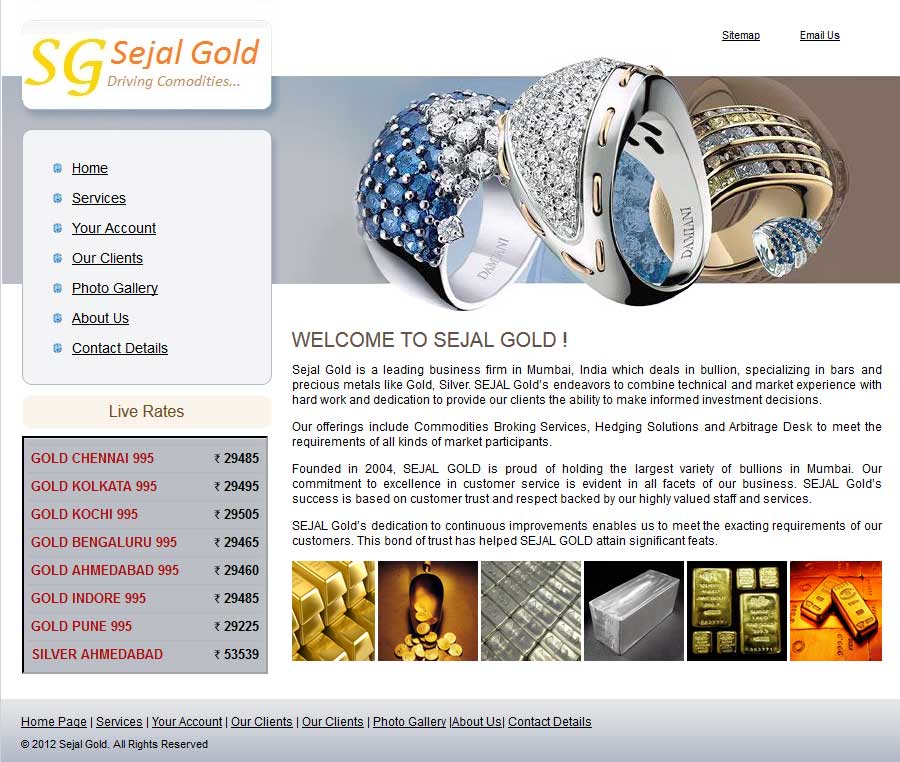 SG Sejal Gold
Driving Comodities...
Sitemap Email Us
DAMIANI
DAMIANI
Home
Services
Your Account
Our Clients
Photo Gallery
About Us
Contact Details
Live Rates
GOLD CHENNAI 995 ₹ 29485
GOLD KOLKATA 995 ₹ 29495
GOLD KOCHI 995 ₹ 29505
GOLD BENGALURU 995 ₹ 29465
GOLD AHMEDABAD 995 ₹ 29460
GOLD INDORE 995 ₹ 29485
GOLD PUNE 995 ₹ 29225
SILVER AHMEDABAD ₹ 53539
WELCOME TO SEJAL GOLD !
Sejal Gold is a leading business firm in Mumbai, India which deals in bullion, specializing in bars and
precious metals like Gold, Silver. SEJAL Gold's endeavors to combine technical and market experience with
hard work and dedication to provide our clients the ability to make informed investment decisions.
Our offerings include Commodities Broking Services, Hedging Solutions and Arbitrage Desk to meet the
requirements of all kinds of market participants.
Founded in 2004, SEJAL GOLD is proud of holding the largest variety of bullions in Mumbai. Our
commitment to excellence in customer service is evident in all facets of our business. SEJAL Gold's
success is based on customer trust and respect backed by our highly valued staff and services.
SEJAL Gold's dedication to continuous improvements enables us to meet the exacting requirements of our
customers. This bond of trust has helped SEJAL GOLD attain significant feats.
Home Page | Services | Your Account | Our Clients | Our Clients | Photo Gallery |About Us| Contact Details
© 2012 Sejal Gold. All Rights Reserved